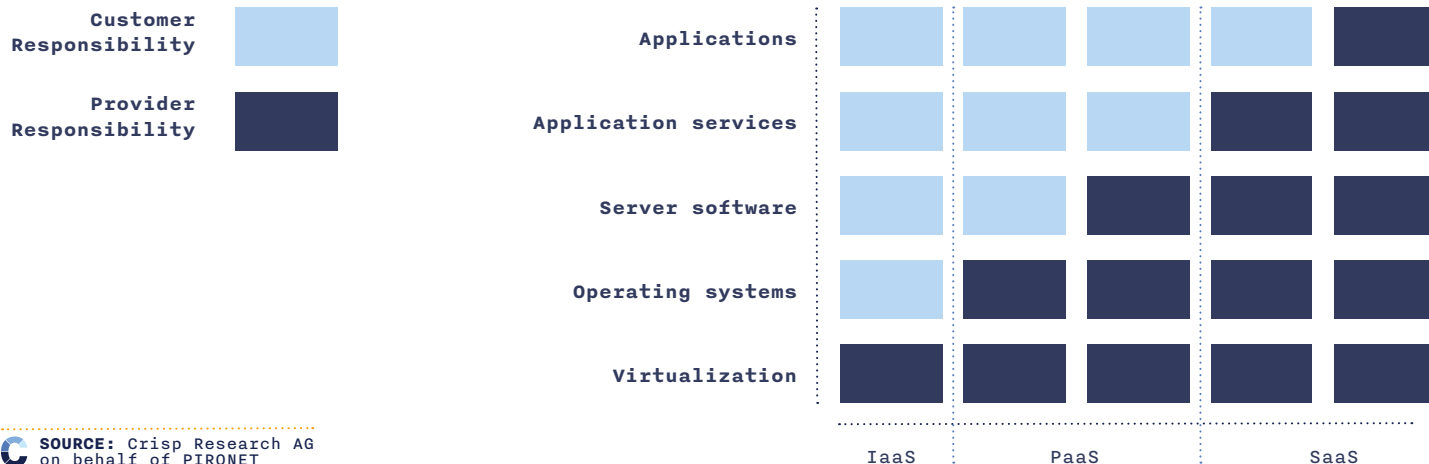 Customer
Responsibility
Provider
Responsibility
Applications
Application services
Server software
Operating systems
Virtualization
IaaS
PaaS
SaaS
SOURCE: Crisp Research AG
on behalf of PIRONET